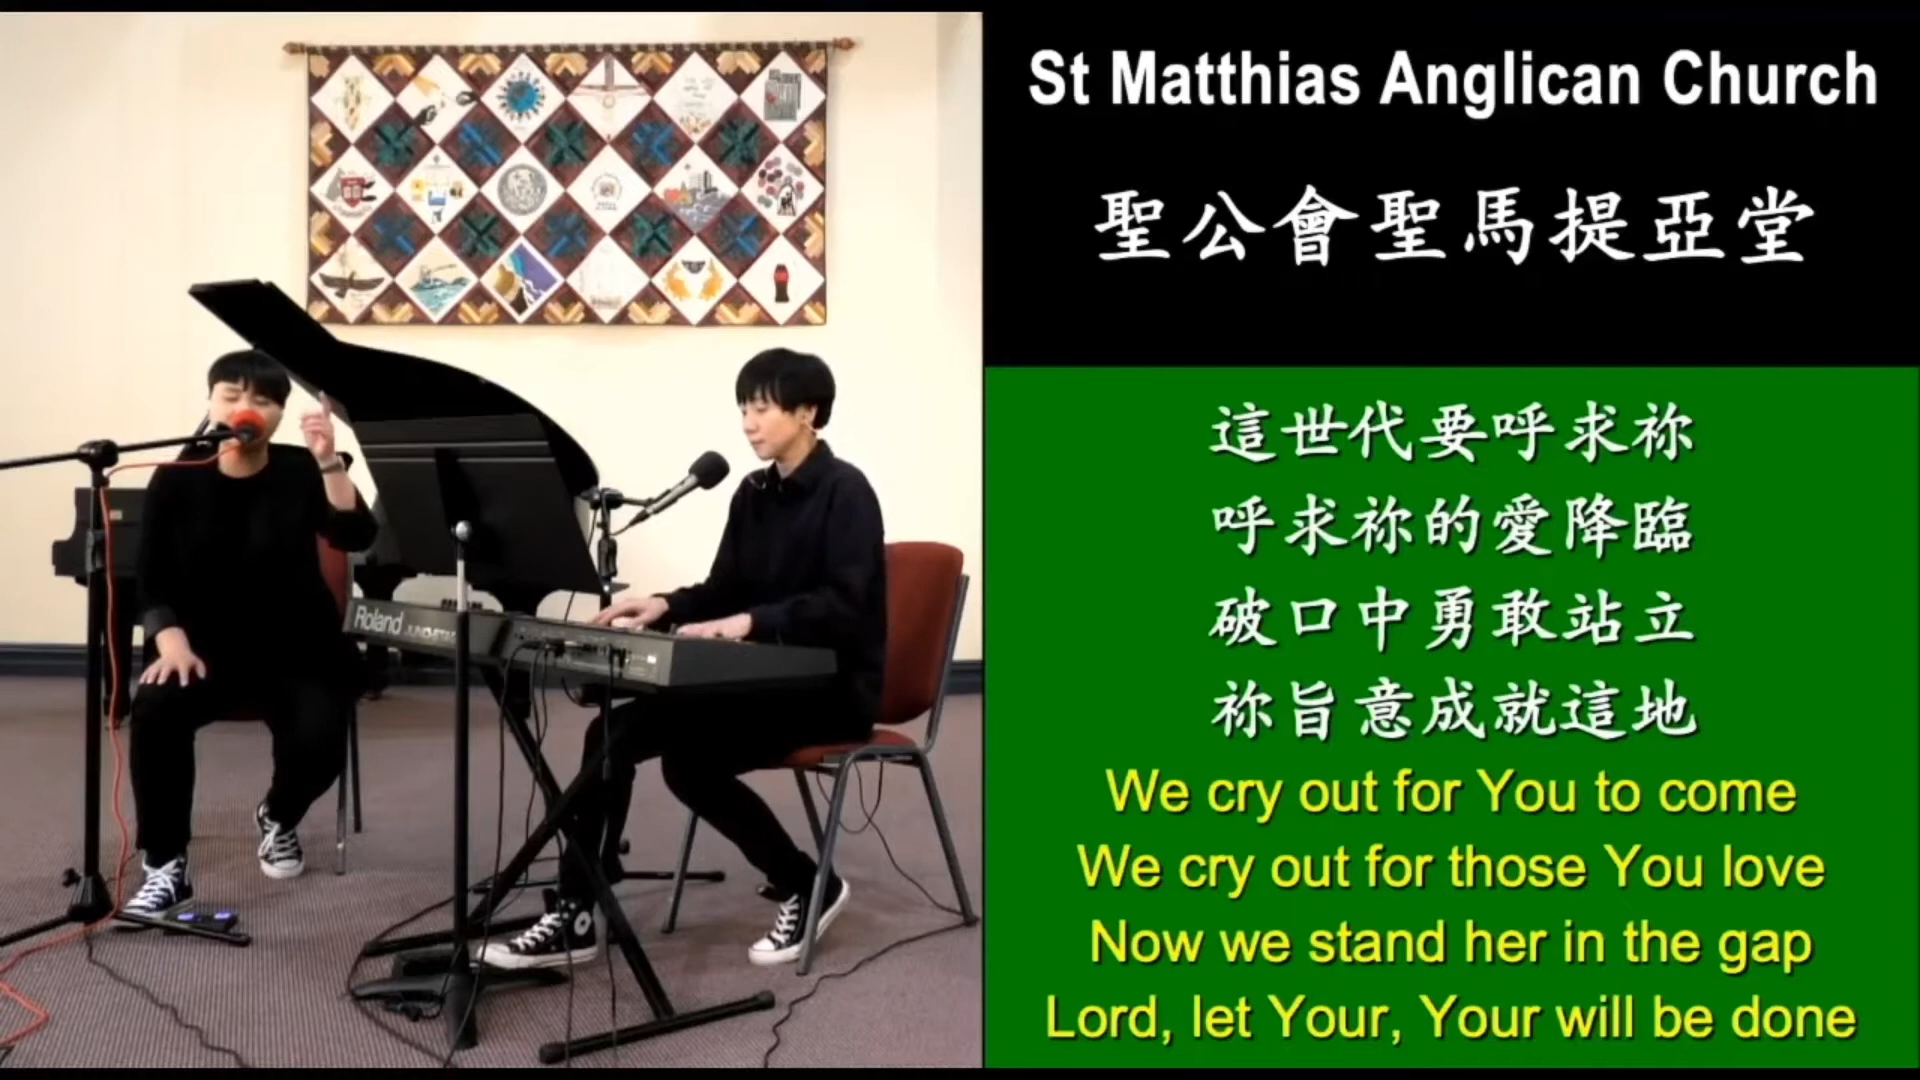 St Matthias Anglican Church
聖公會聖馬提亞堂
這世代要呼求祢
呼求祢的愛降臨
破口中勇敢站立
祢旨意成就這地
We cry out for You to come
We cry out for those You love
Now we stand her in the gap
Lord, let Your, Your will be done
Roland